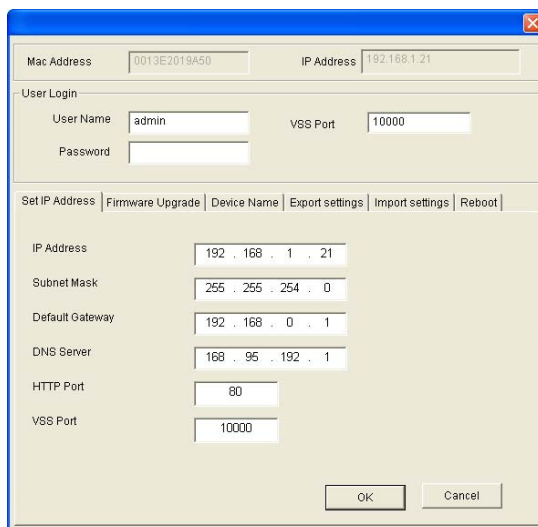 Mac Address 0013E2019A50 IP Address 192.168.1.21
User Login
User Name admin VSS Port 10000
Password
Set IP Address Firmware Upgrade Device Name Export settings Import settings Reboot
IP Address 192 . 168 . 1 . 21
Subnet Mask 255 . 255 . 254 . 0
Default Gateway 192 . 168 . 0 . 1
DNS Server 168 . 95 . 192 . 1
HTTP Port 80
VSS Port 10000
OK Cancel